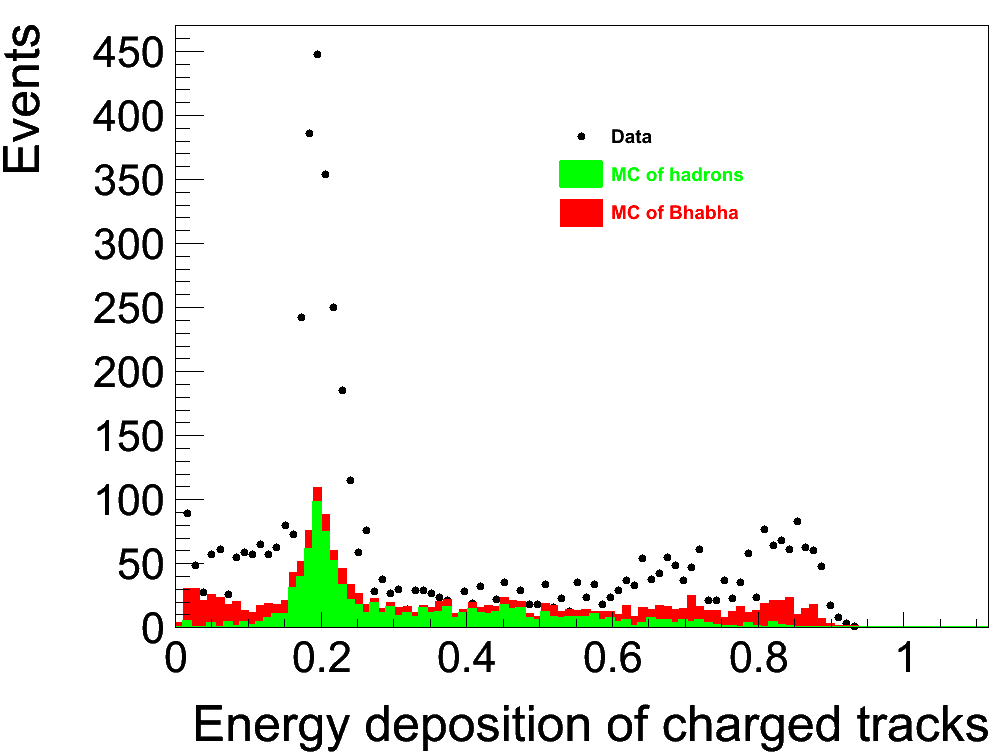 Events
450
400
350
300
250
200
150
100
50
0
Data
MC of hadrons
MC of Bhabha
0 0.2 0.4 0.6 0.8 1
Energy deposition of charged tracks